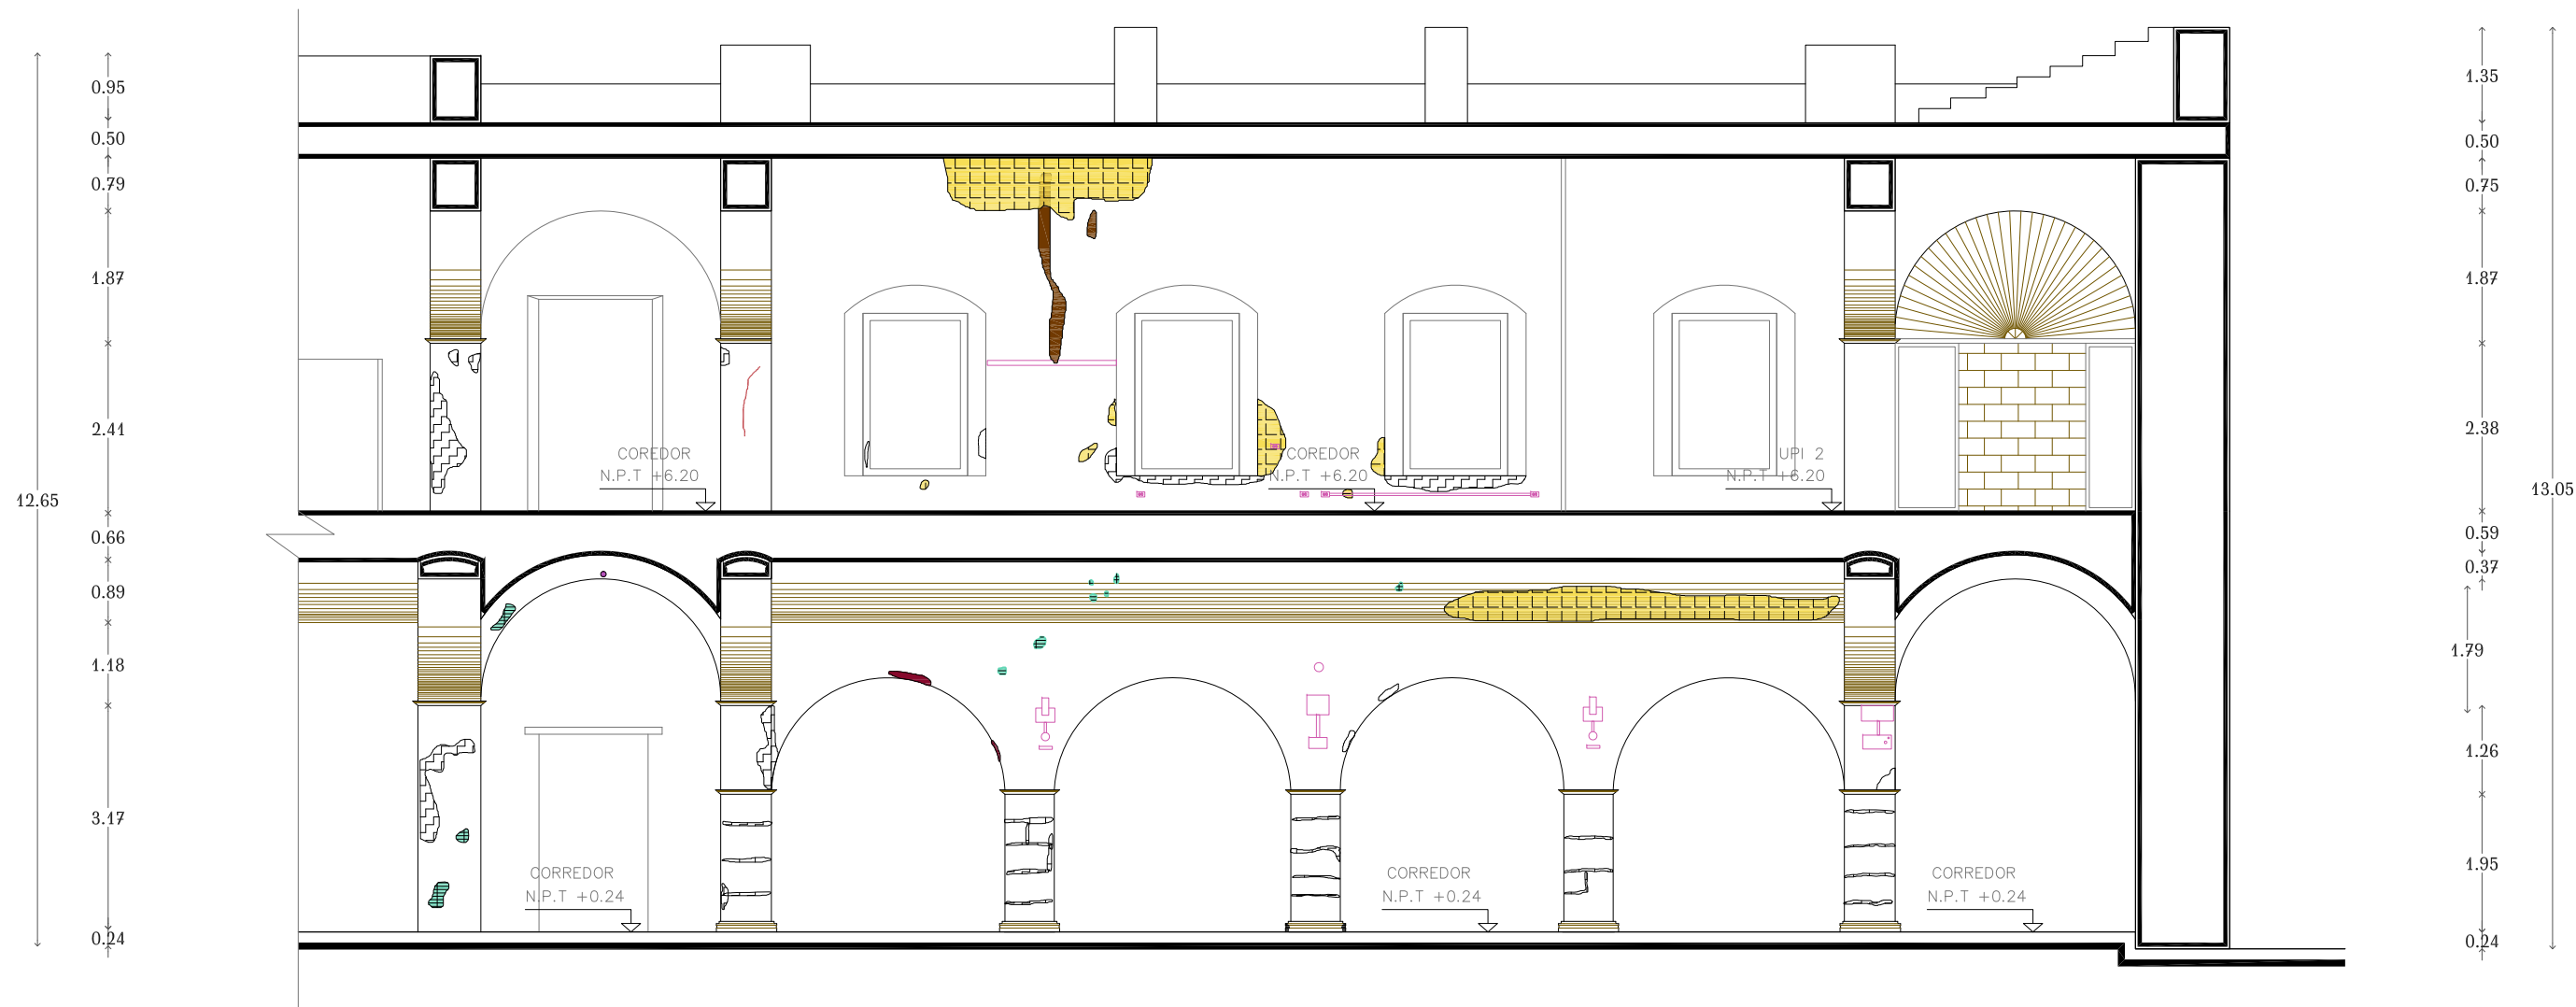 0.95
0.50
0.79
1.87
2.41
12.65
0.66
0.89
1.18
3.17
0.24
COREDOR
N.P.T +6.20
COREDOR
N.P.T +6.20
UPI 2
N.P.T +6.20
CORREDOR
N.P.T +0.24
CORREDOR
N.P.T +0.24
CORREDOR
N.P.T +0.24
1.35
0.50
0.75
1.87
2.38
13.05
0.59
0.37
1.79
1.26
1.95
0.24